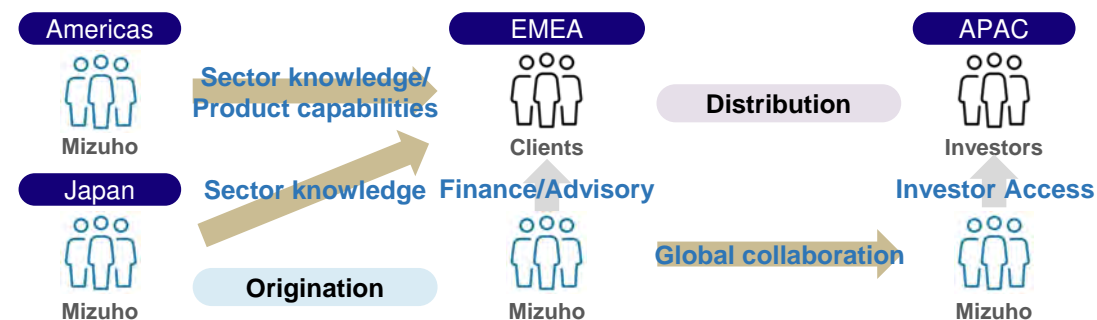 Americas
EMEA
APAC
Sector knowledge/
Product capabilities
Distribution
Mizuho
Clients
Investors
Japan
Sector knowledge
Finance/Advisory
Investor Access
Global collaboration
Origination
Mizuho
Mizuho
Mizuho